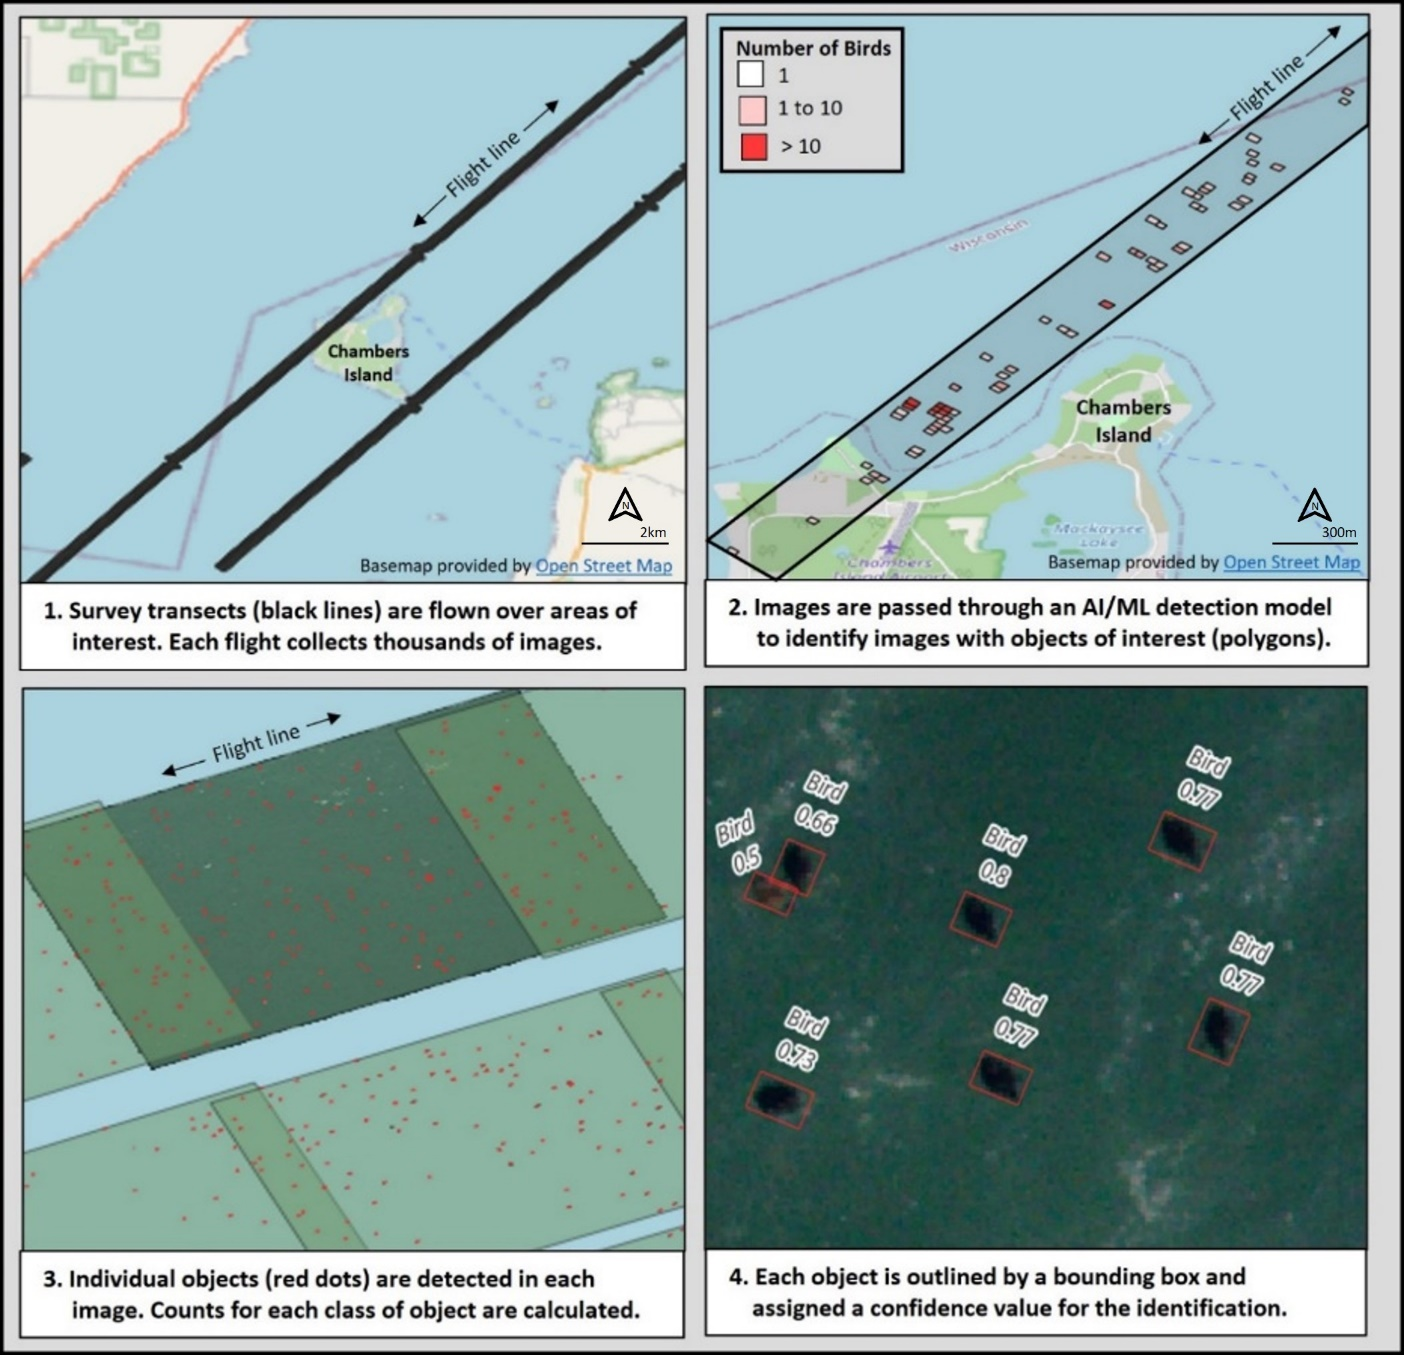 Flight line
Chambers
Island
N
2km
Basemap provided by Open Street Map
1. Survey transects (black lines) are flown over areas of
interest. Each flight collects thousands of images.
Number of Birds
1
1 to 10
> 10
Flight line
Wisconsin
Chambers
Island
N
300m
Mackaysee
Lake
Chambers
Island Airport
Basemap provided by Open Street Map
2. Images are passed through an AI/ML detection model
to identify images with objects of interest (polygons).
Flight line
3. Individual objects (red dots) are detected in each
image. Counts for each class of object are calculated.
Bird
0.77
Bird
0.66
Bird
0.5
Bird
0.8
Bird
0.77
Bird
0.77
Bird
0.73
4. Each object is outlined by a bounding box and
assigned a confidence value for the identification.